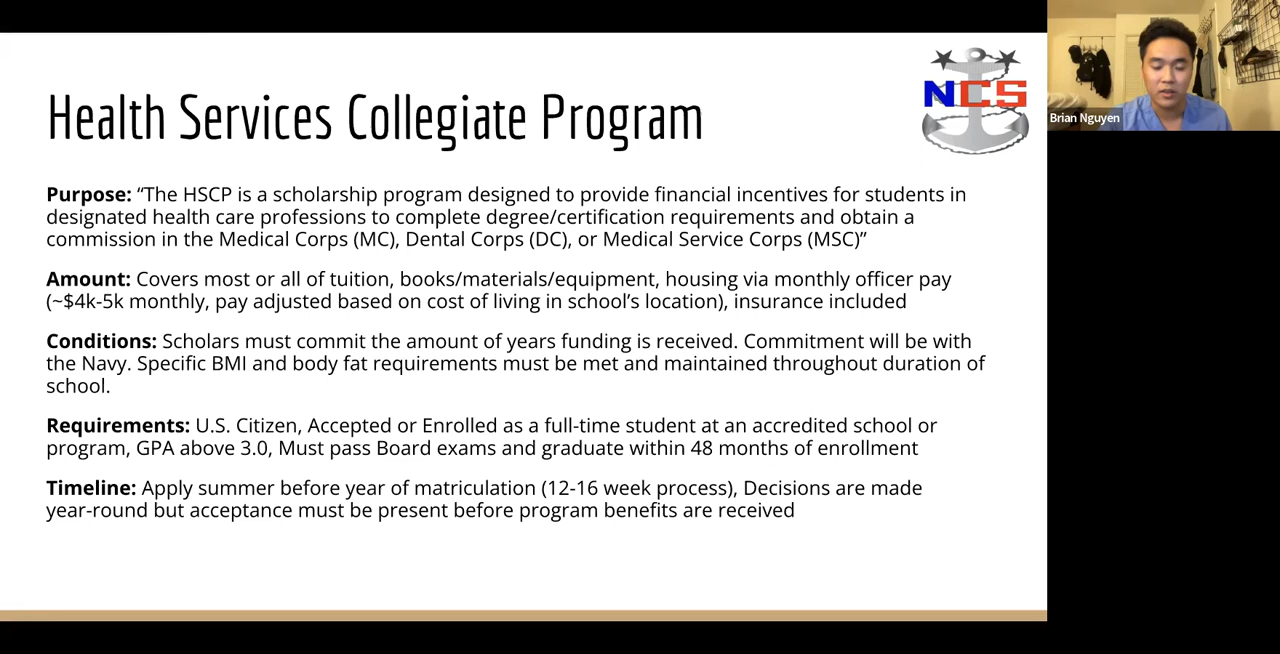 Health Services Collegiate Program
NCS
Brian Nguyen
Purpose: “The HSCP is a scholarship program designed to provide financial incentives for students in
designated health care professions to complete degree/certification requirements and obtain a
commission in the Medical Corps (MC), Dental Corps (DC), or Medical Service Corps (MSC)”
Amount: Covers most or all of tuition, books/materials/equipment, housing via monthly officer pay
(~$4k-5k monthly, pay adjusted based on cost of living in school’s location), insurance included
Conditions: Scholars must commit the amount of years funding is received. Commitment will be with
the Navy. Specific BMI and body fat requirements must be met and maintained throughout duration of
school.
Requirements: U.S. Citizen, Accepted or Enrolled as a full-time student at an accredited school or
program, GPA above 3.0, Must pass Board exams and graduate within 48 months of enrollment
Timeline: Apply summer before year of matriculation (12-16 week process), Decisions are made
year-round but acceptance must be present before program benefits are received